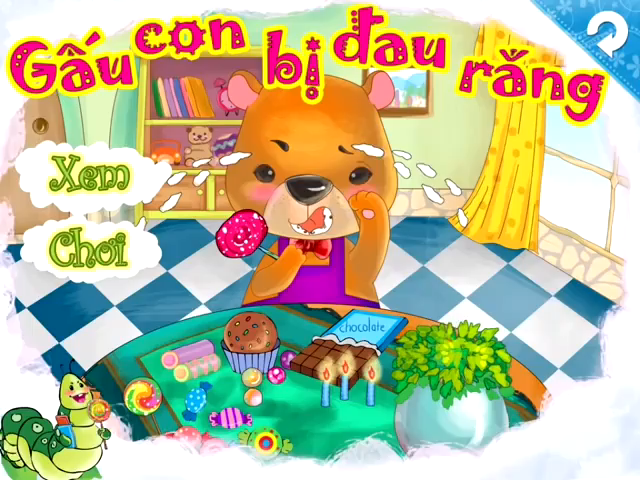 Gấu con bị đau răng
Xem
Chơi
chocolate